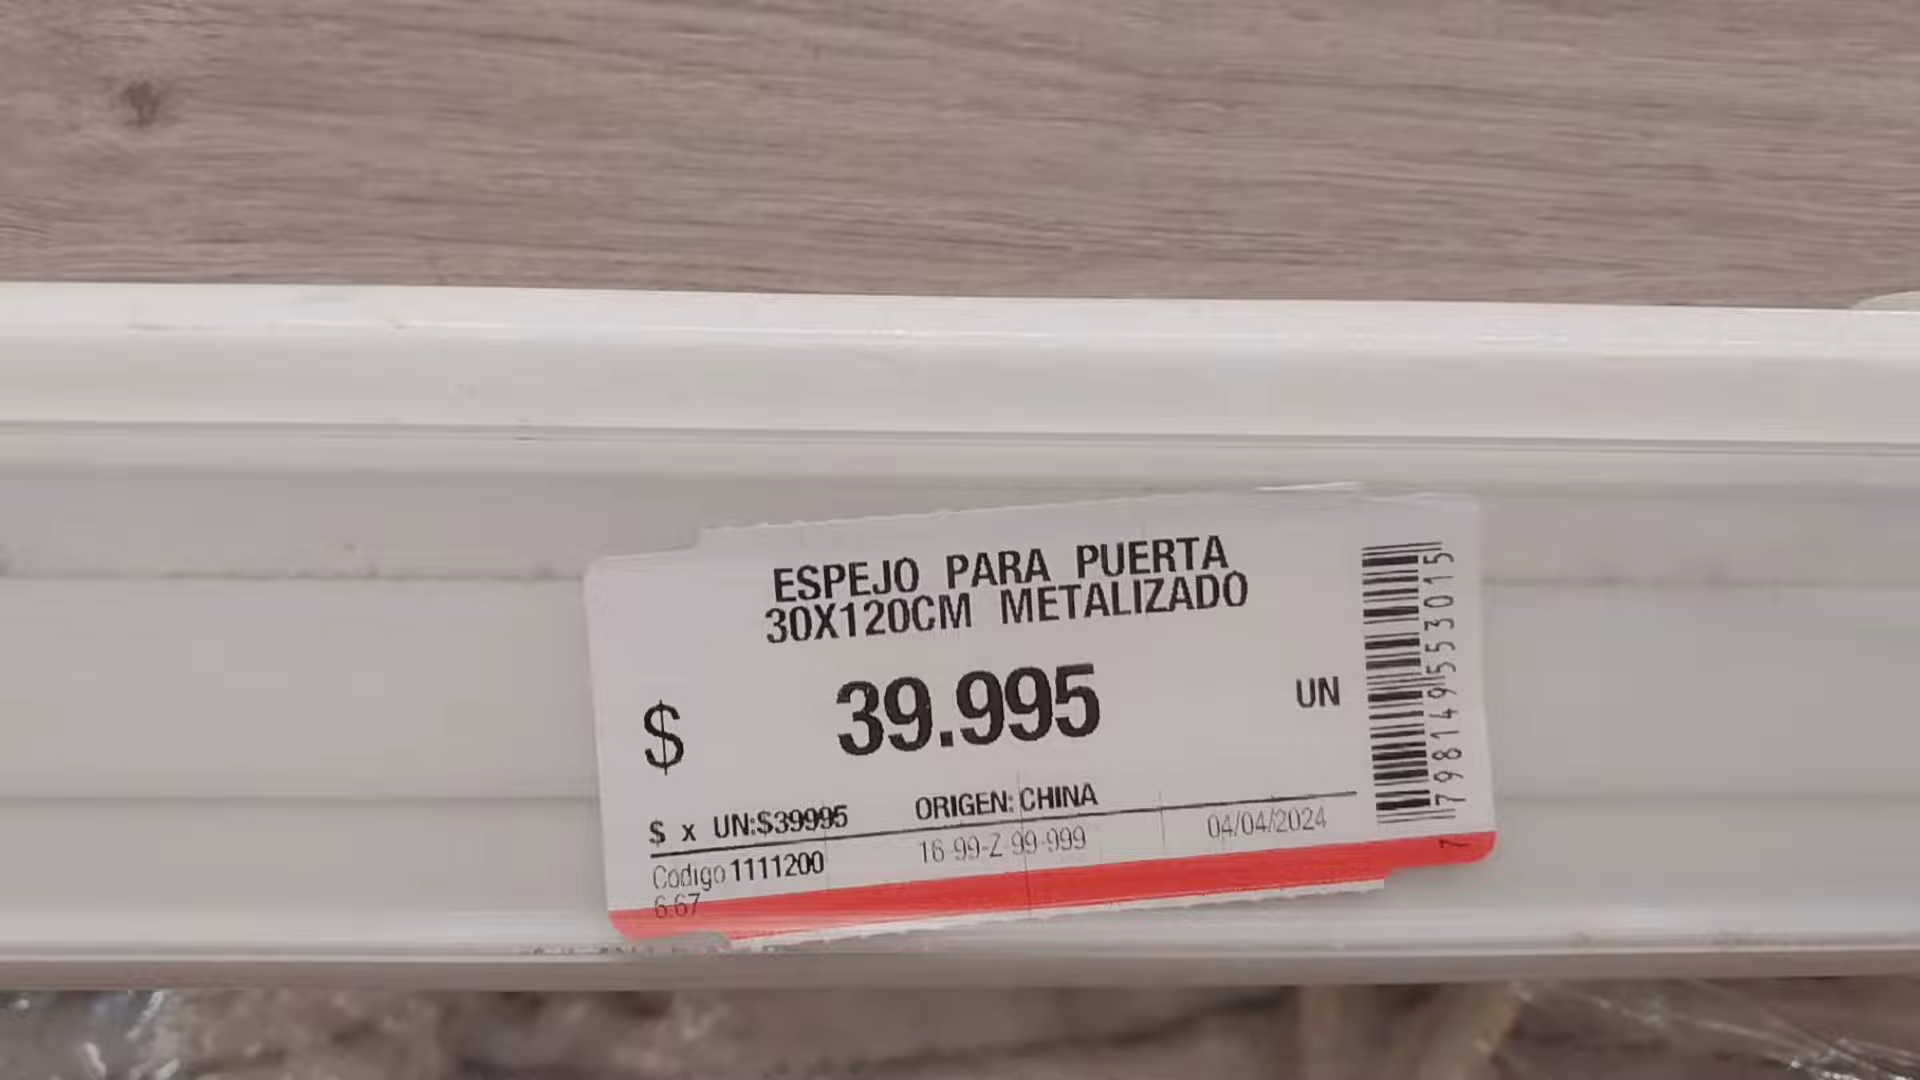 ESPEJO PARA PUERTA
30X120CM METALIZADO
$ 39.995 UN
$ x UN:$39995 ORIGEN: CHINA
Codigo 1111200 16-99-Z-99-999 04/04/2024
6.67
798149553015